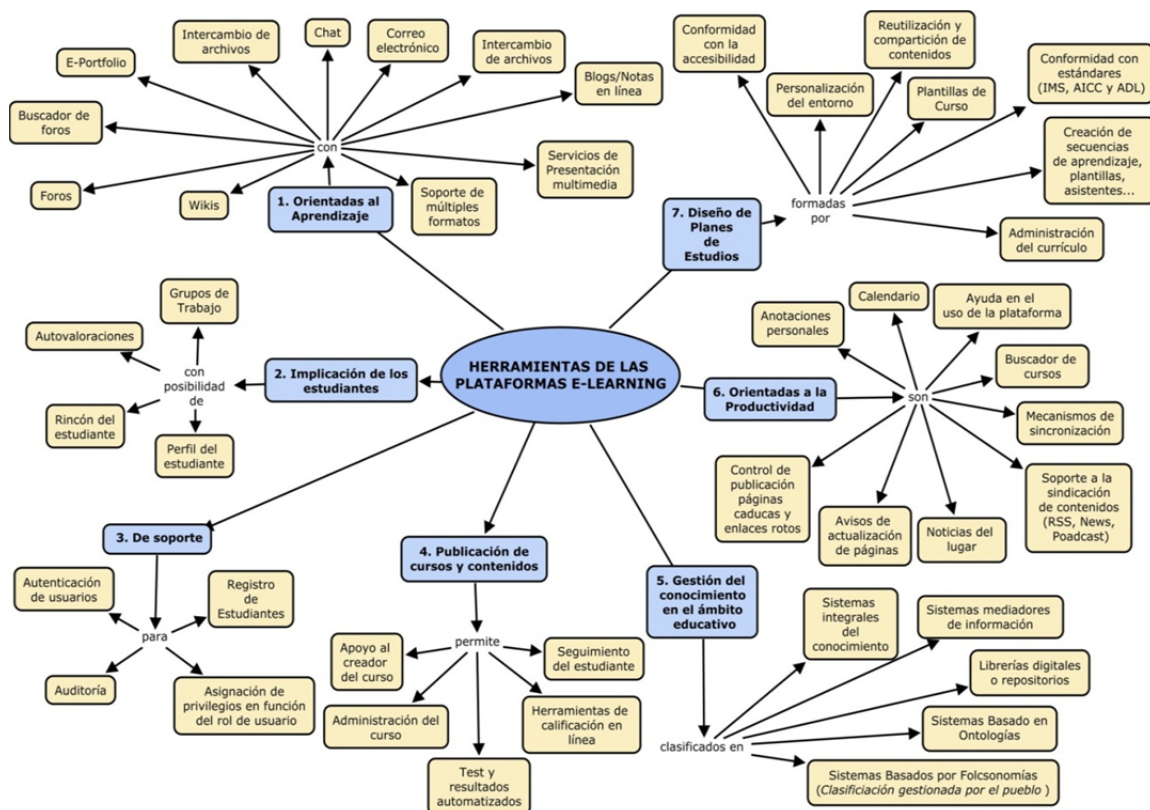 HERRAMIENTAS DE LAS
PLATAFORMAS E-LEARNING
1. Orientadas al
Aprendizaje
con
Foros
Buscador de
foros
E-Portfolio
Intercambio de
archivos
Chat
Correo
electrónico
Intercambio
de archivos
Blogs/Notas
en línea
Servicios de
Presentación
multimedia
Soporte de
múltiples
formatos
Wikis
2. Implicación de los
estudiantes
con
posibilidad
de
Grupos de
Trabajo
Autovaloraciones
Rincón del
estudiante
Perfil del
estudiante
3. De soporte
para
Autenticación
de usuarios
Registro
de
Estudiantes
Auditoría
Asignación de
privilegios en función
del rol de usuario
4. Publicación de
cursos y contenidos
permite
Apoyo al
creador
del curso
Seguimiento
del estudiante
Administración del
curso
Herramientas de
calificación en
línea
Test y
resultados
automatizados
5. Gestión del
conocimiento
en el ámbito
educativo
clasificados en
Sistemas
integrales
del
conocimiento
Sistemas mediadores
de información
Librerías digitales
o repositorios
Sistemas Basado en
Ontologías
Sistemas Basados por Folcsonomías
(Clasificiación gestionada por el pueblo )
6. Orientadas a la
Productividad
son
Anotaciones
personales
Calendario
Ayuda en el
uso de la plataforma
Buscador de
cursos
Mecanismos de
sincronización
Soporte a la
sindicación
de contenidos
(RSS, News,
Poadcast)
Noticias del
lugar
Avisos de
actualización
de páginas
Control de
publicación
páginas
caducas y
enlaces rotos
7. Diseño de
Planes
de
Estudios
formadas
por
Conformidad
con la
accesibilidad
Personalización
del entorno
Reutilización y
compartición de
contenidos
Plantillas de
Curso
Conformidad con
estándares
(IMS, AICC y ADL)
Creación de
secuencias
de aprendizaje,
plantillas,
asistentes...
Administración
del currículo